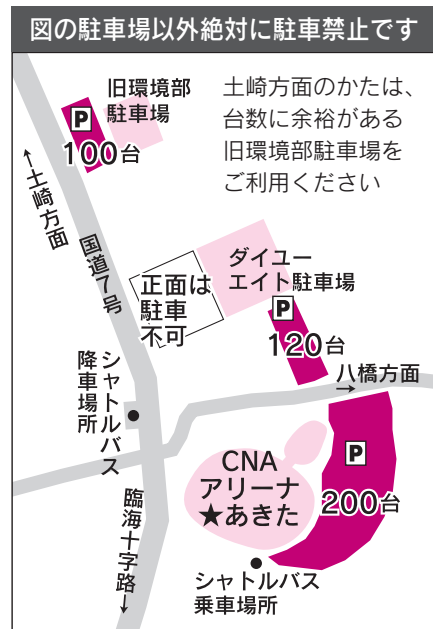 図の駐車場以外絶対に駐車禁止です
旧環境部
駐車場
P
100台
土崎方面のかたは、
台数に余裕がある
旧環境部駐車場を
ご利用ください
←土崎方面
国道7号
正面は
駐車
不可
ダイユー
エイト駐車場
P
120台
八橋方面
→
シャトルバス
降車場所
CNA
アリーナ
★あきた
P
200台
臨海十字路→
シャトルバス
乗車場所